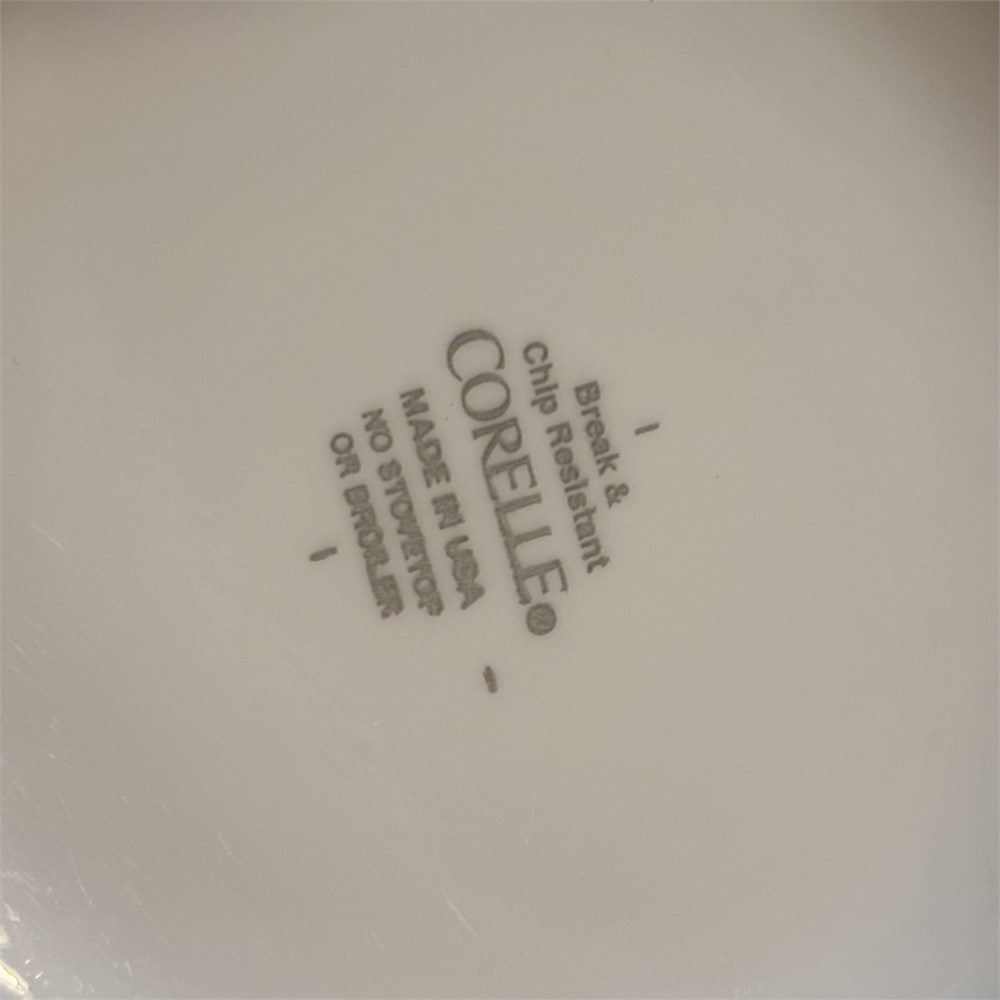 Break &
Chip Resistant
CORELLE®
MADE IN USA
NO STOVETOP
OR BROILER